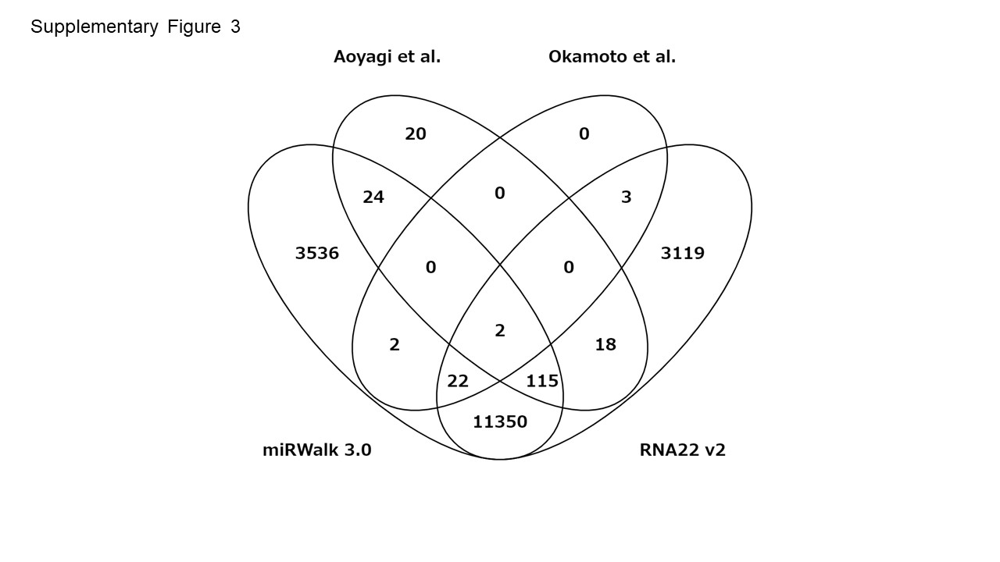 Supplementary Figure 3
Aoyagi et al. Okamoto et al.
20 0
24 0 3
3536 3119
0 0
2 2 18
22 115
11350
miRWalk 3.0 RNA22 v2